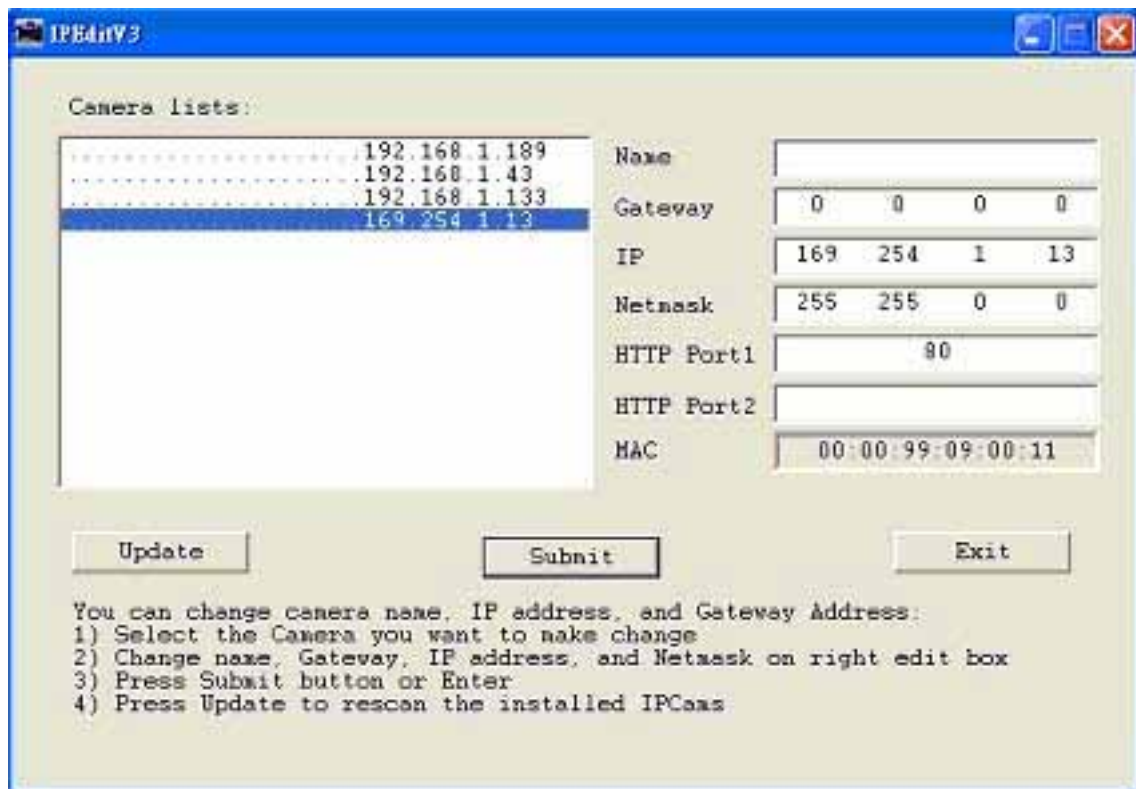 IPEditV3
Camera lists:
.....................192.168.1.189
.....................192.168.1.43
.....................192.168.1.133
169.254.1.13
Name
Gateway 0 0 0 0
IP 169 254 1 13
Netmask 255 255 0 0
HTTP Port1 80
HTTP Port2
MAC 00:00:99:09:00:11
Update Submit Exit
You can change camera name, IP address, and Gateway Address:
1) Select the Camera you want to make change
2) Change name, Gateway, IP address, and Netmask on right edit box
3) Press Submit button or Enter
4) Press Update to rescan the installed IPCams